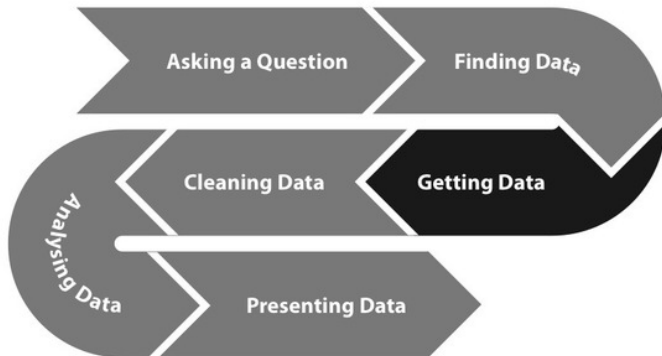 Asking a Question
Finding Data
Getting Data
Cleaning Data
Analysing Data
Presenting Data